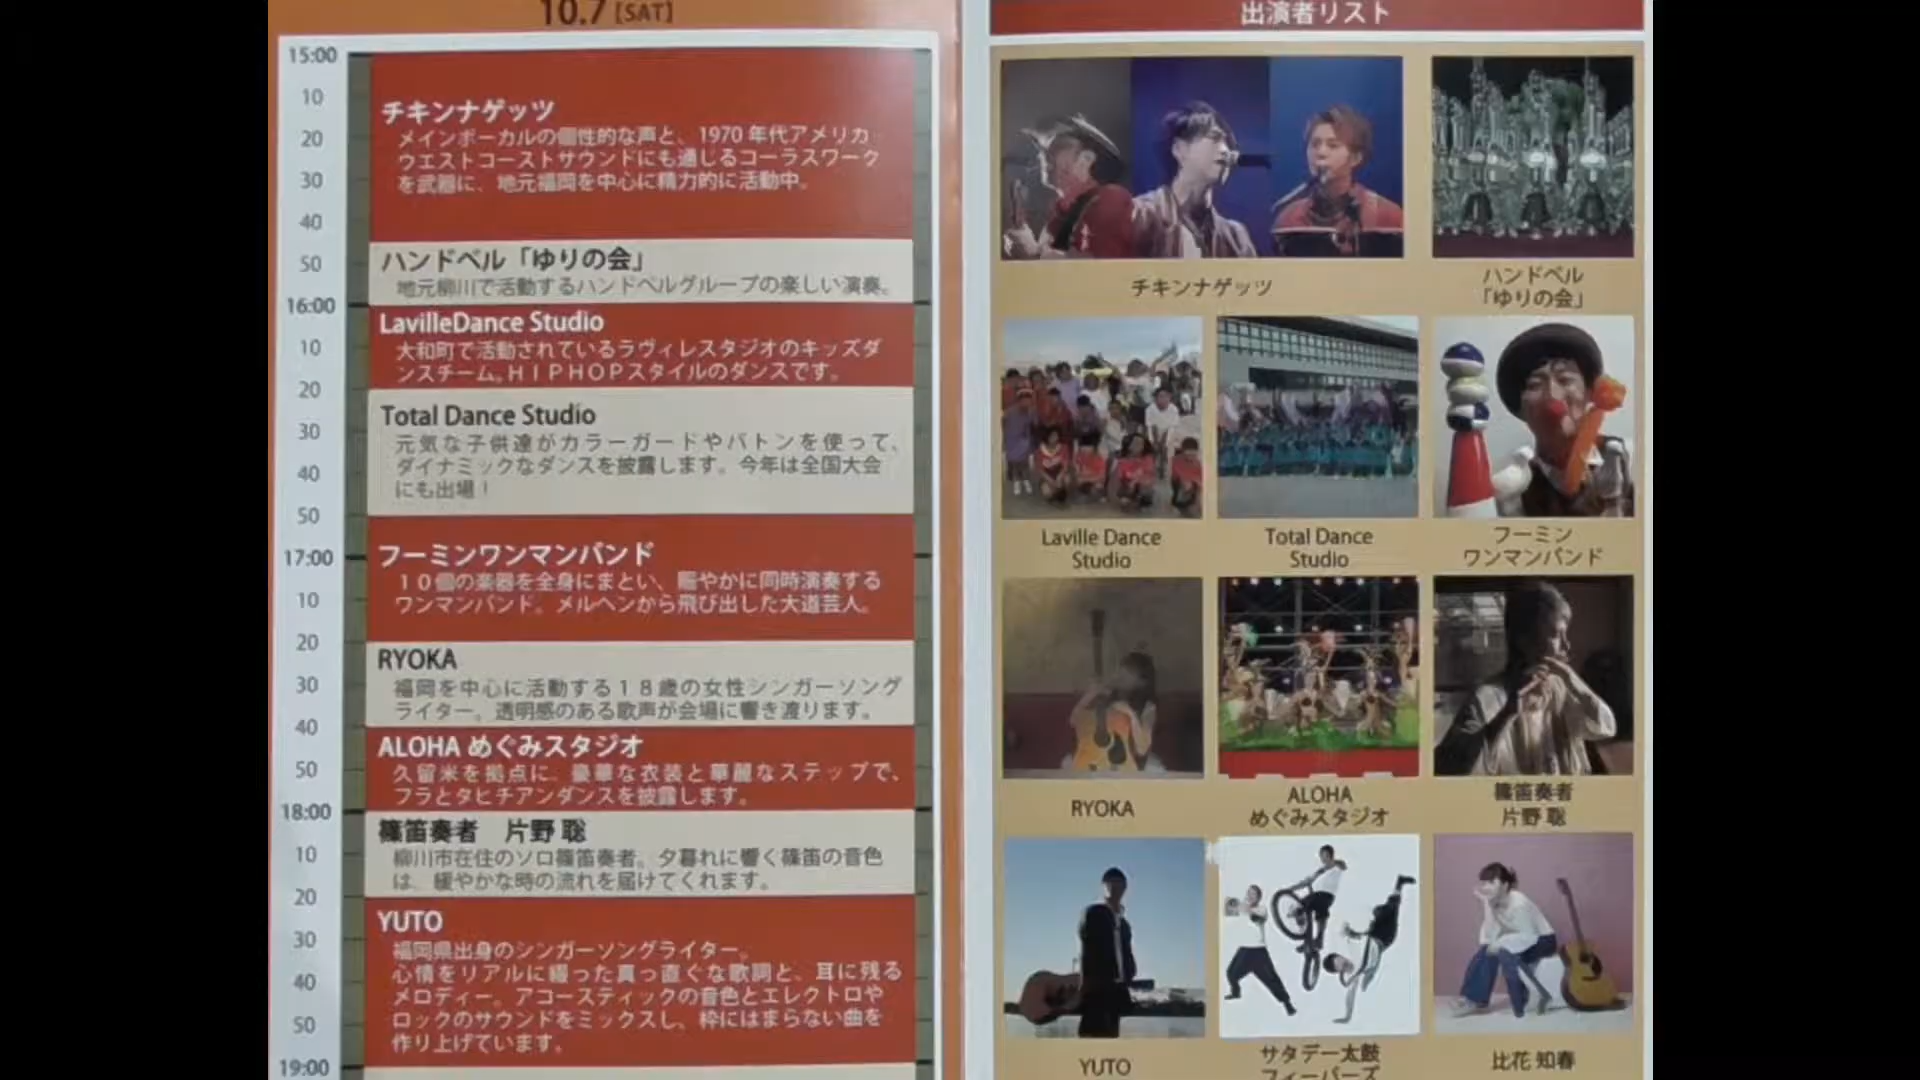 10.7 [SAT]
15:00
10
20
30
40
50
16:00
10
20
30
40
50
17:00
10
20
30
40
50
18:00
10
20
30
40
50
19:00
チキンナゲッツ
メインボーカルの個性的な声と、1970年代アメリカ
ウエストコーストサウンドにも通じるコーラスワーク
を武器に、地元福岡を中心に精力的に活動中。
ハンドベル「ゆりの会」
地元柳川で活動するハンドベルグループの楽しい演奏。
LavilleDance Studio
大和町で活動されているラヴィレスタジオのキッズダ
ンスチーム。HIPHOPスタイルのダンスです。
Total Dance Studio
元気な子供達がカラーガードやバトンを使って、
ダイナミックなダンスを披露します。今年は全国大会
にも出場！
フーミンワンマンバンド
１０個の楽器を全身にまとい、賑やかに同時演奏する
ワンマンバンド。メルヘンから飛び出した大道芸人。
RYOKA
福岡を中心に活動する１８歳の女性シンガーソング
ライター。透明感のある歌声が会場に響き渡ります。
ALOHA めぐみスタジオ
久留米を拠点に、豪華な衣装と華麗なステップで、
フラとタヒチアンダンスを披露します。
篠笛奏者　片野 聡
柳川市在住のソロ篠笛奏者。夕暮れに響く篠笛の音色
は、緩やかな時の流れを届けてくれます。
YUTO
福岡県出身のシンガーソングライター。
心情をリアルに綴った真っ直ぐな歌詞と、耳に残る
メロディー。アコースティックの音色とエレクトロや
ロックのサウンドをミックスし、枠にはまらない曲を
作り上げています。
出演者リスト
チキンナゲッツ
ハンドベル
「ゆりの会」
Laville Dance
Studio
Total Dance
Studio
フーミン
ワンマンバンド
RYOKA
ALOHA
めぐみスタジオ
篠笛奏者
片野 聡
YUTO
サタデー太鼓
フィーバーズ
比花 知春